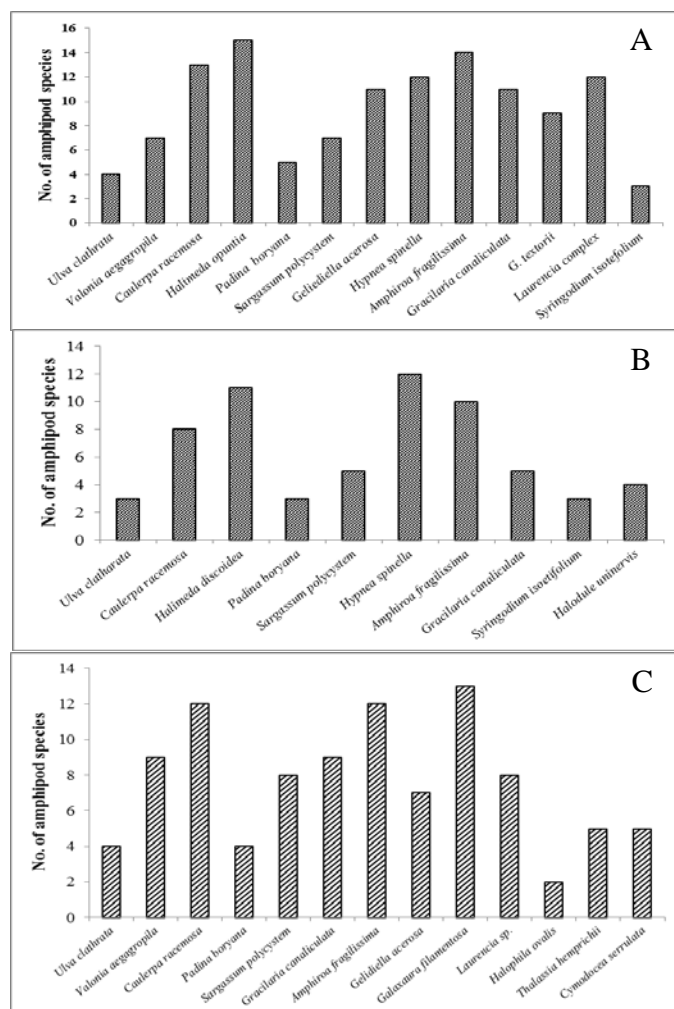 A
No. of amphipod species
16
14
12
10
8
6
4
2
0
Ulva clathrata
Valonia aegagropila
Caulerpa racemosa
Halimeda opuntia
Padina boryana
Sargassum polycystem
Geliediella acerosa
Hypnea spinella
Amphiroa fragilissima
Gracilaria canaliculata
G. textorii
Laurencia complex
Syringodium isotefolium
B
No. of amphipod species
14
12
10
8
6
4
2
0
Ulva clatharata
Caulerpa racemosa
Halimeda discoidea
Padina boryana
Sargassum polycystem
Hypnea spinella
Amphiroa fragilissima
Gracilaria canaliculata
Syringodium isoetifolium
Halodule uninervis
C
No. of amphipod species
14
12
10
8
6
4
2
0
Ulva clathrata
Valonia aegagropila
Caulerpa racemosa
Padina boryana
Sargassum polycystem
Gracilaria canaliculata
Amphiroa fragilissima
Gelidiella acerosa
Galaxaura filamentosa
Laurencia sp.
Halophila ovalis
Thalassia hemprichii
Cymodocea serrulata